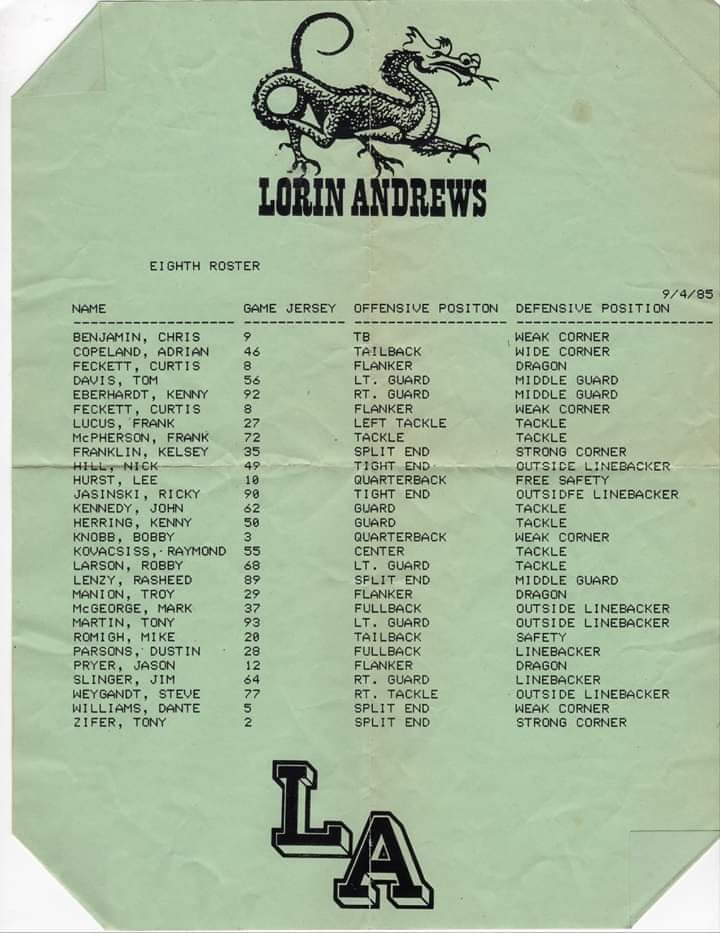 LORIN ANDREWS
EIGHTH ROSTER
9/4/85
NAME GAME JERSEY OFFENSIVE POSITON DEFENSIVE POSITION
BENJAMIN, CHRIS 9 TB WEAK CORNER
COPELAND, ADRIAN 46 TAILBACK WIDE CORNER
FECKETT, CURTIS 8 FLANKER DRAGON
DAVIS, TOM 56 LT. GUARD MIDDLE GUARD
EBERHARDT, KENNY 92 RT. GUARD MIDDLE GUARD
FECKETT, CURTIS 8 FLANKER WEAK CORNER
LUCUS, FRANK 27 LEFT TACKLE TACKLE
McPHERSON, FRANK 72 TACKLE TACKLE
FRANKLIN, KELSEY 35 SPLIT END STRONG CORNER
HILL, NICK 49 TIGHT END OUTSIDE LINEBACKER
HURST, LEE 10 QUARTERBACK FREE SAFETY
JASINSKI, RICKY 90 TIGHT END OUTSIDFE LINEBACKER
KENNEDY, JOHN 62 GUARD TACKLE
HERRING, KENNY 50 GUARD TACKLE
KNOBB, BOBBY 3 QUARTERBACK WEAK CORNER
KOVACSISS, RAYMOND 55 CENTER TACKLE
LARSON, ROBBY 68 LT. GUARD TACKLE
LENZY, RASHEED 89 SPLIT END MIDDLE GUARD
MANION, TROY 29 FLANKER DRAGON
McGEORGE, MARK 37 FULLBACK OUTSIDE LINEBACKER
MARTIN, TONY 93 LT. GUARD OUTSIDE LINEBACKER
ROMIGH, MIKE 20 TAILBACK SAFETY
PARSONS, DUSTIN 28 FULLBACK LINEBACKER
PRYER, JASON 12 FLANKER DRAGON
SLINGER, JIM 64 RT. GUARD LINEBACKER
WEYGANDT, STEVE 77 RT. TACKLE OUTSIDE LINEBACKER
WILLIAMS, DANTE 5 SPLIT END WEAK CORNER
ZIFER, TONY 2 SPLIT END STRONG CORNER
LA